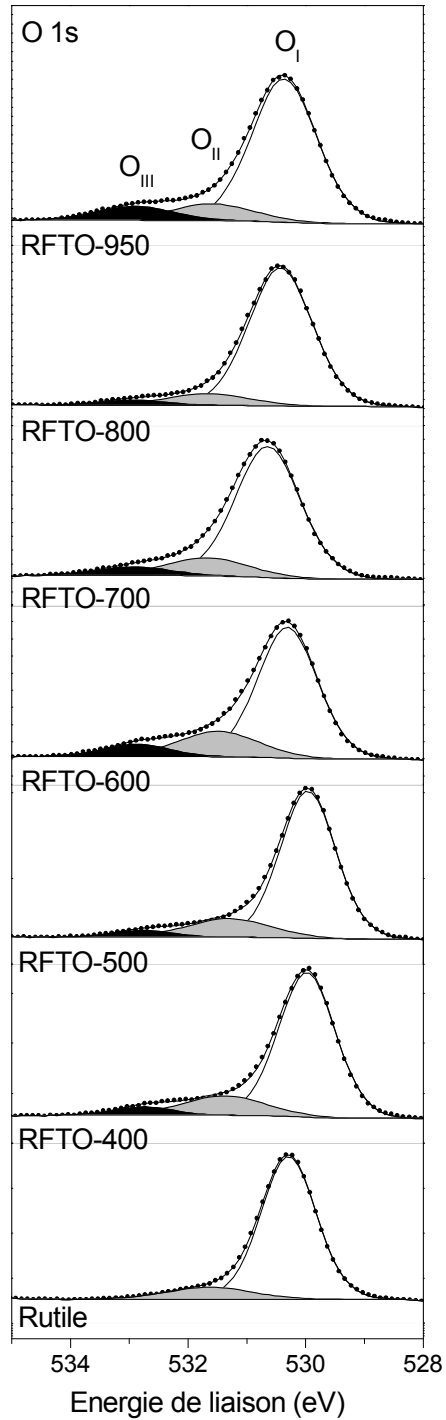 O 1s
O_I
O_II
O_III
RFTO-950
RFTO-800
RFTO-700
RFTO-600
RFTO-500
RFTO-400
Rutile
534 532 530 528
Energie de liaison (eV)